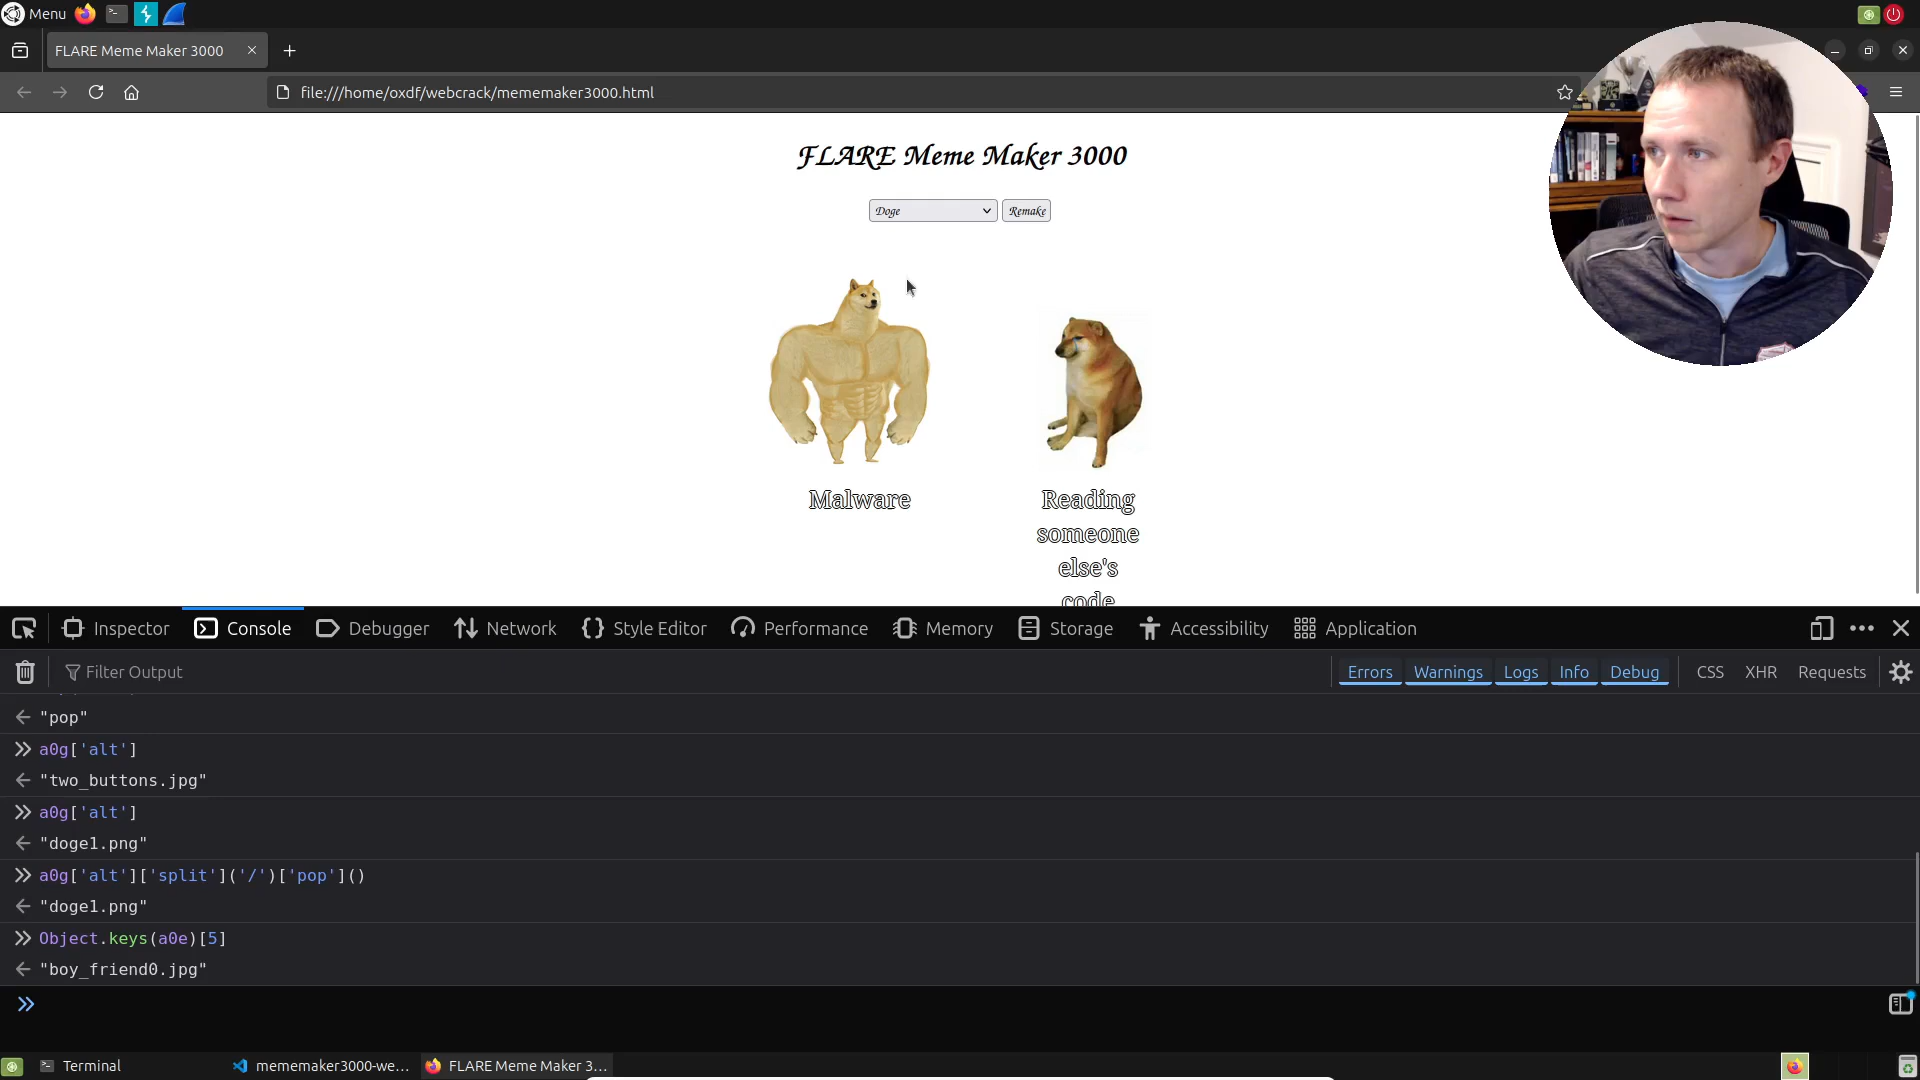 Menu
FLARE Meme Maker 3000
file:///home/oxdf/webcrack/mememaker3000.html
FLARE Meme Maker 3000
Doge
Remake
Malware
Reading
someone
else's
code
Inspector
Console
Debugger
Network
Style Editor
Performance
Memory
Storage
Accessibility
Application
Filter Output
Errors
Warnings
Logs
Info
Debug
CSS
XHR
Requests
"pop"
a0g['alt']
"two_buttons.jpg"
a0g['alt']
"doge1.png"
a0g['alt']['split']('/')['pop']()
"doge1.png"
Object.keys(a0e)[5]
"boy_friend0.jpg"
Terminal
mememaker3000-we...
FLARE Meme Maker 3...